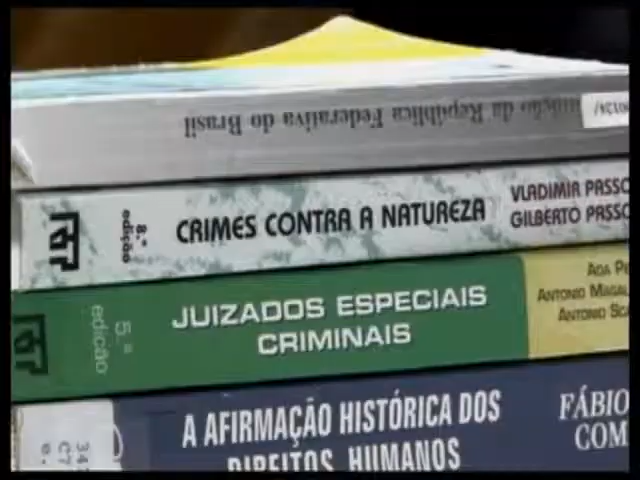 da República Federativa do Brasil
8.ª edição
CRIMES CONTRA A NATUREZA
VLADIMIR PASSO
GILBERTO PASSO
RT
5.ª edição
JUIZADOS ESPECIAIS
CRIMINAIS
ADA PE
ANTONIO MAGAL
ANTONIO SCA
RT
A AFIRMAÇÃO HISTÓRICA DOS
DIREITOS HUMANOS
FÁBIO
COM